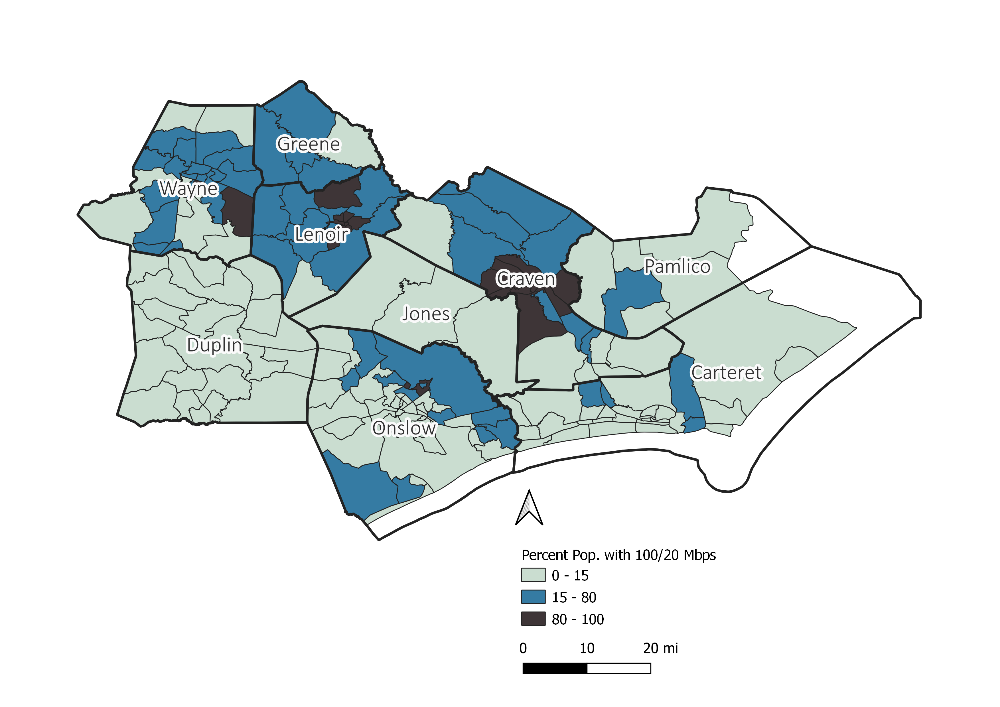 Greene
Wayne
Lenoir
Pamlico
Craven
Jones
Duplin
Carteret
Onslow
Percent Pop. with 100/20 Mbps
0 - 15
15 - 80
80 - 100
0 10 20 mi